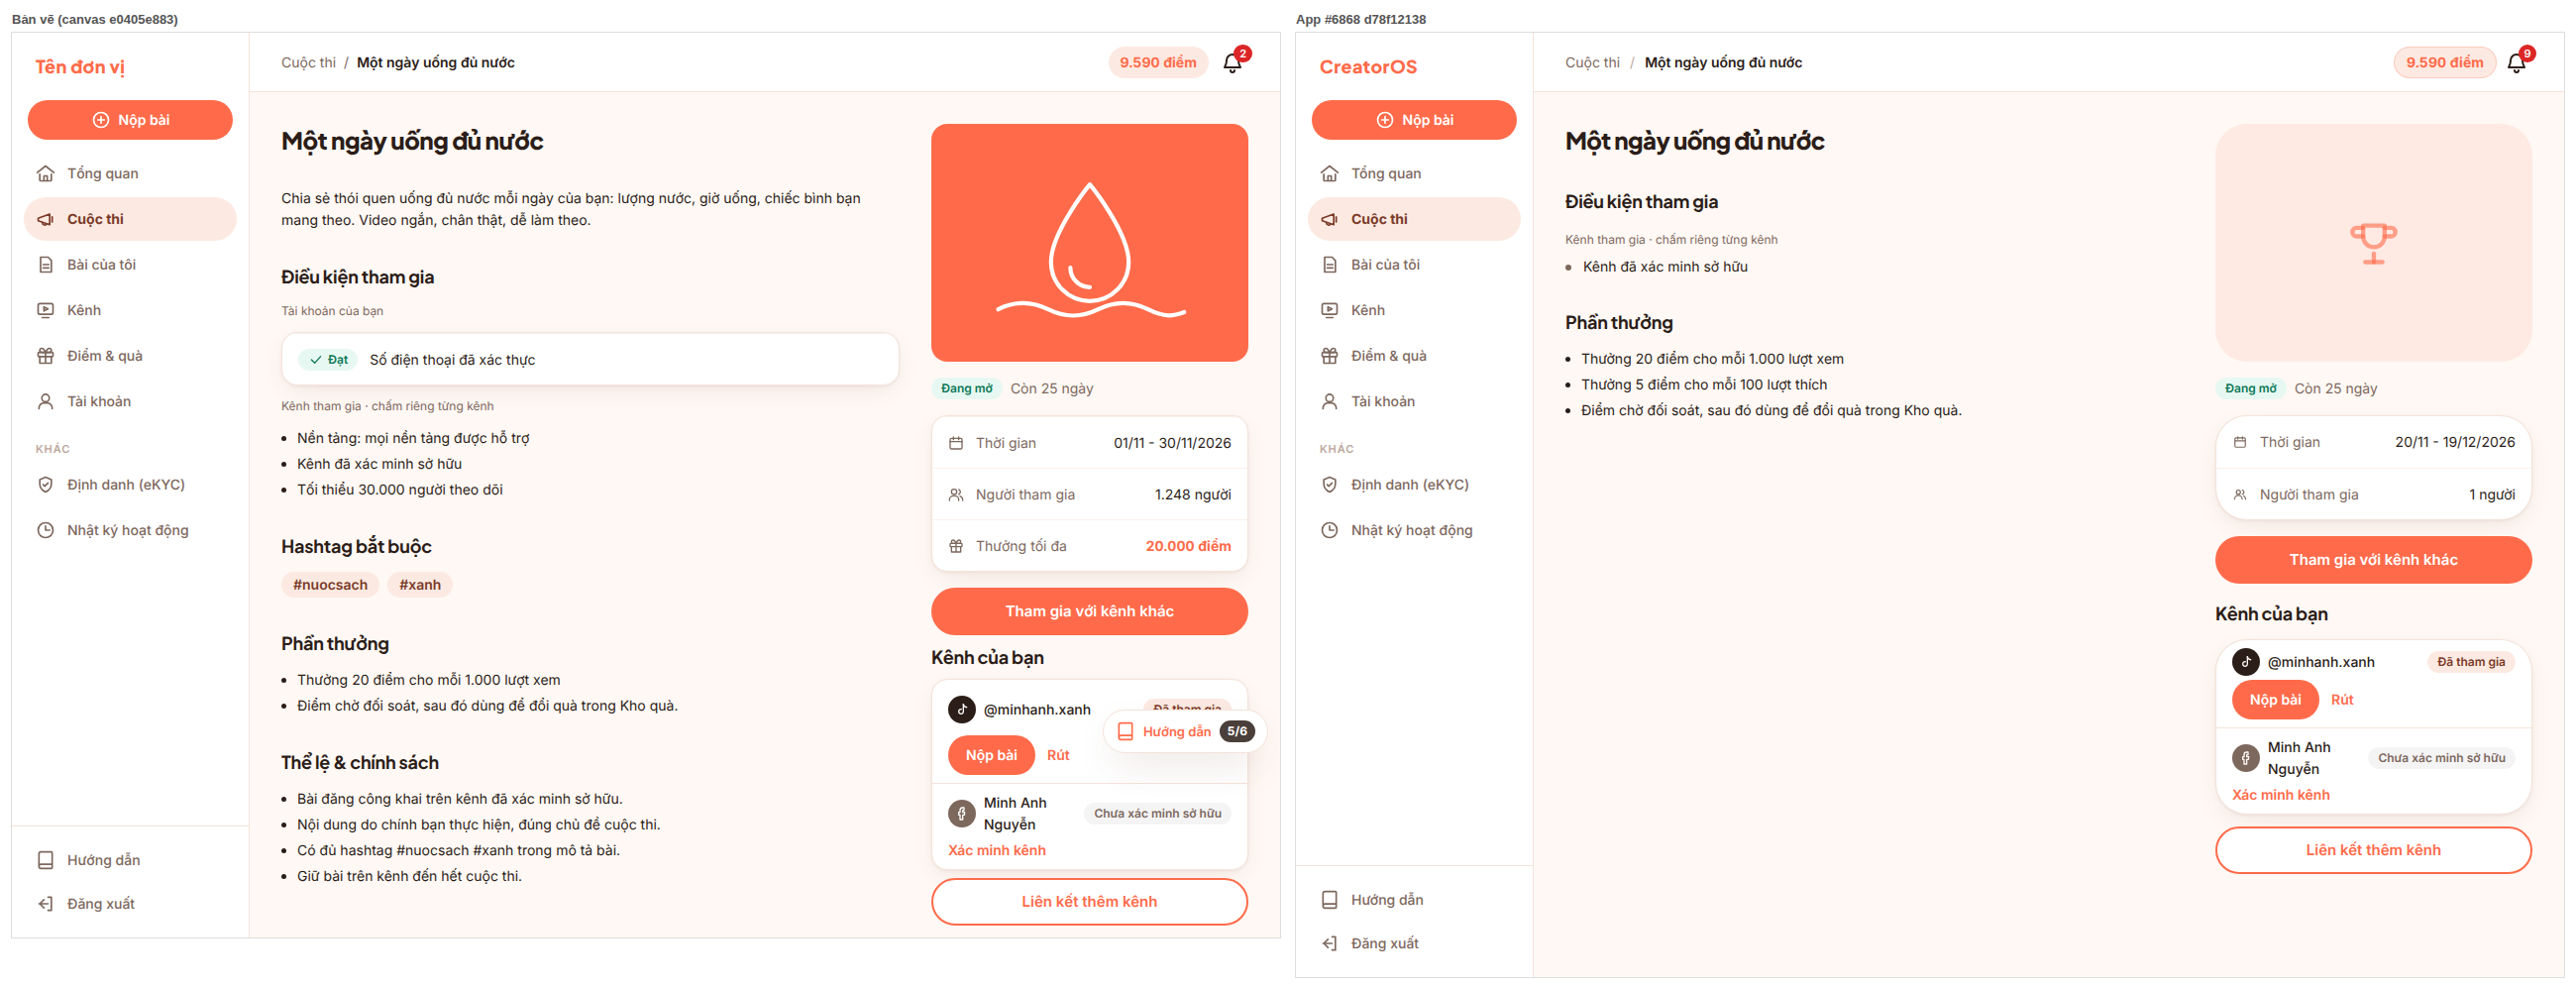 Bản vẽ (canvas e0405e883)
Tên đơn vị
Nộp bài
Tổng quan
Cuộc thi
Bài của tôi
Kênh
Điểm & quà
Tài khoản
KHÁC
Định danh (eKYC)
Nhật ký hoạt động
Hướng dẫn
Đăng xuất
Cuộc thi / Một ngày uống đủ nước
9.590 điểm
2
Một ngày uống đủ nước
Chia sẻ thói quen uống đủ nước mỗi ngày của bạn: lượng nước, giờ uống, chiếc bình bạn
mang theo. Video ngắn, chân thật, dễ làm theo.
Điều kiện tham gia
Tài khoản của bạn
Đạt Số điện thoại đã xác thực
Kênh tham gia · chấm riêng từng kênh
• Nền tảng: mọi nền tảng được hỗ trợ
• Kênh đã xác minh sở hữu
• Tối thiểu 30.000 người theo dõi
Hashtag bắt buộc
#nuocsach #xanh
Phần thưởng
• Thưởng 20 điểm cho mỗi 1.000 lượt xem
• Điểm chờ đối soát, sau đó dùng để đổi quà trong Kho quà.
Thể lệ & chính sách
• Bài đăng công khai trên kênh đã xác minh sở hữu.
• Nội dung do chính bạn thực hiện, đúng chủ đề cuộc thi.
• Có đủ hashtag #nuocsach #xanh trong mô tả bài.
• Giữ bài trên kênh đến hết cuộc thi.
Đang mở Còn 25 ngày
Thời gian 01/11 - 30/11/2026
Người tham gia 1.248 người
Thưởng tối đa 20.000 điểm
Tham gia với kênh khác
Kênh của bạn
@minhanh.xanh Đã tham gia
Hướng dẫn 5/6
Nộp bài Rút
Minh Anh
Nguyễn
Chưa xác minh sở hữu
Xác minh kênh
Liên kết thêm kênh
App #6868 d78f12138
CreatorOS
Nộp bài
Tổng quan
Cuộc thi
Bài của tôi
Kênh
Điểm & quà
Tài khoản
KHÁC
Định danh (eKYC)
Nhật ký hoạt động
Hướng dẫn
Đăng xuất
Cuộc thi / Một ngày uống đủ nước
9.590 điểm
9
Một ngày uống đủ nước
Điều kiện tham gia
Kênh tham gia · chấm riêng từng kênh
• Kênh đã xác minh sở hữu
Phần thưởng
• Thưởng 20 điểm cho mỗi 1.000 lượt xem
• Thưởng 5 điểm cho mỗi 100 lượt thích
• Điểm chờ đối soát, sau đó dùng để đổi quà trong Kho quà.
Đang mở Còn 25 ngày
Thời gian 20/11 - 19/12/2026
Người tham gia 1 người
Tham gia với kênh khác
Kênh của bạn
@minhanh.xanh Đã tham gia
Nộp bài Rút
Minh Anh
Nguyễn
Chưa xác minh sở hữu
Xác minh kênh
Liên kết thêm kênh